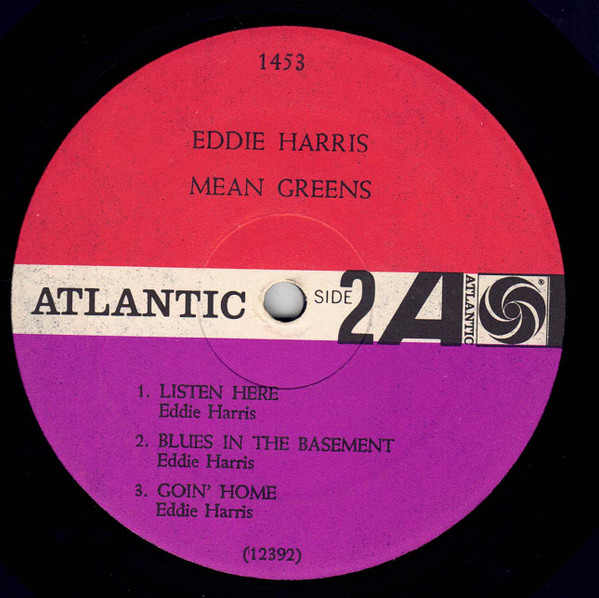 1453
EDDIE HARRIS
MEAN GREENS
ATLANTIC SIDE 2 A ATLANTIC ®
1. LISTEN HERE
Eddie Harris
2. BLUES IN THE BASEMENT
Eddie Harris
3. GOIN' HOME
Eddie Harris
(12392)